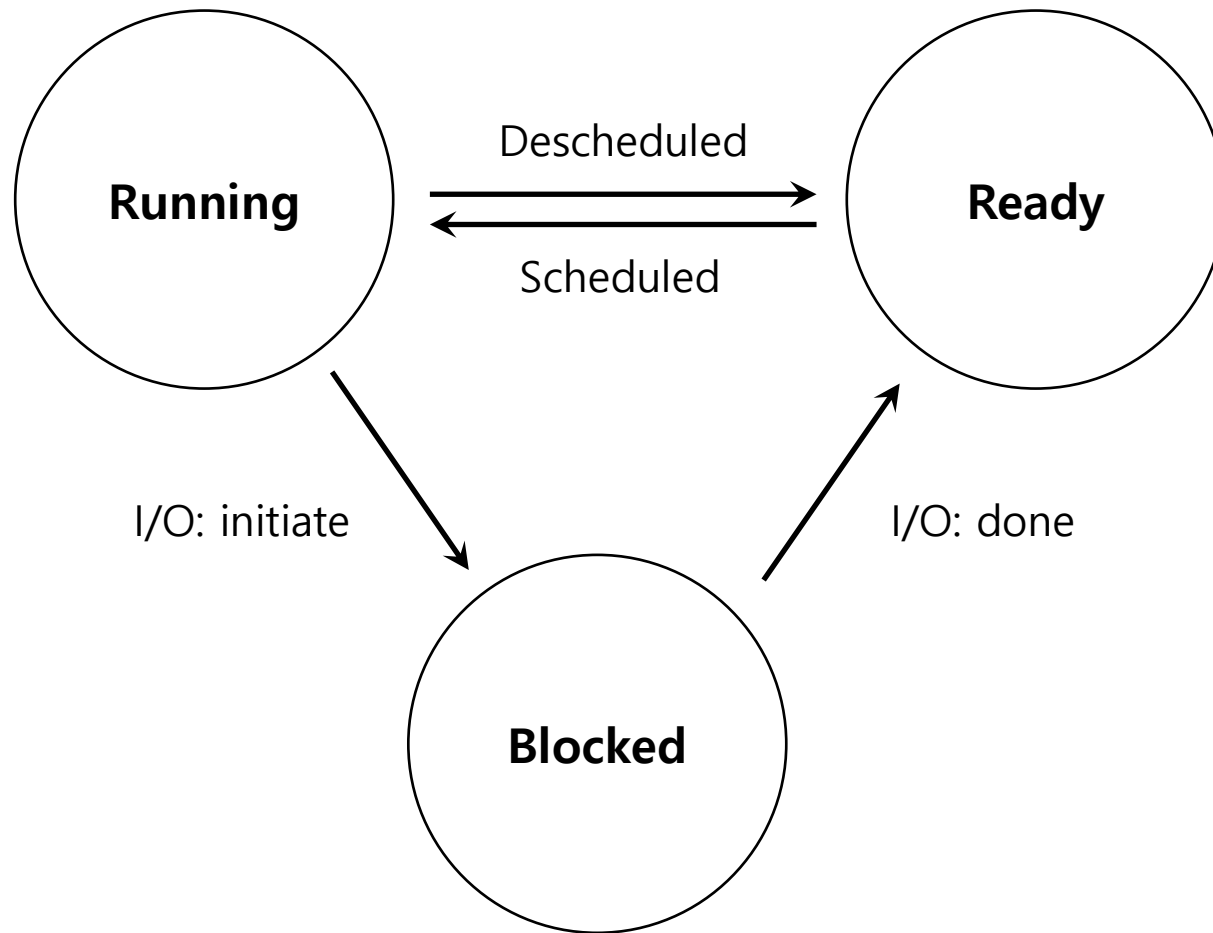 Descheduled
Running
Ready
Scheduled
I/O: initiate
I/O: done
Blocked